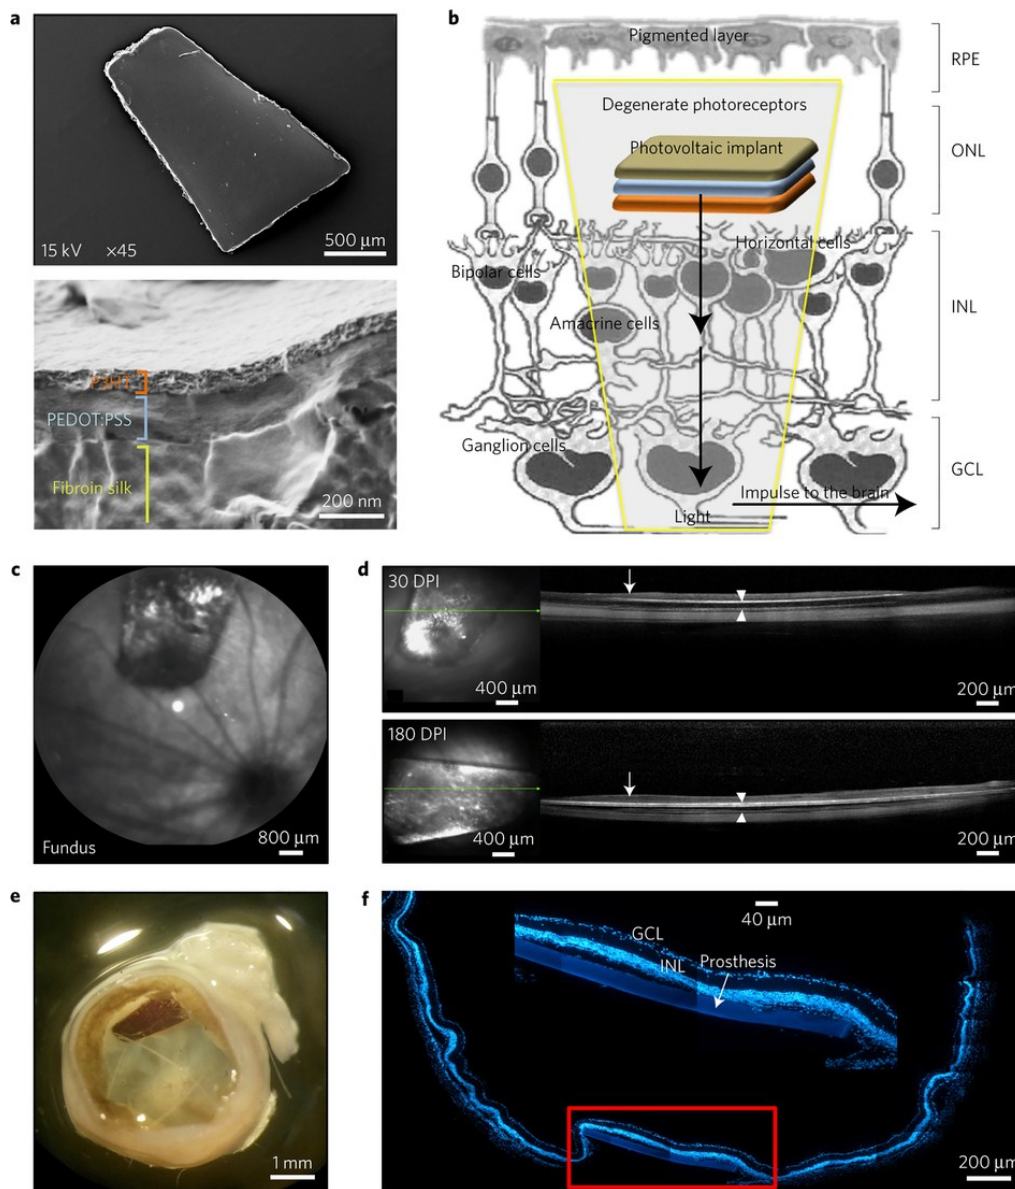 a
15 kV ×45
500 µm
P3HT
PEDOT:PSS
Fibroin silk
200 nm
b
Pigmented layer
RPE
Degenerate photoreceptors
Photovoltaic implant
ONL
Horizontal cells
Bipolar cells
INL
Amacrine cells
Ganglion cells
GCL
Impulse to the brain
Light
c
Fundus
800 µm
d
30 DPI
400 µm
200 µm
180 DPI
400 µm
200 µm
e
1 mm
f
40 µm
GCL
INL
Prosthesis
200 µm